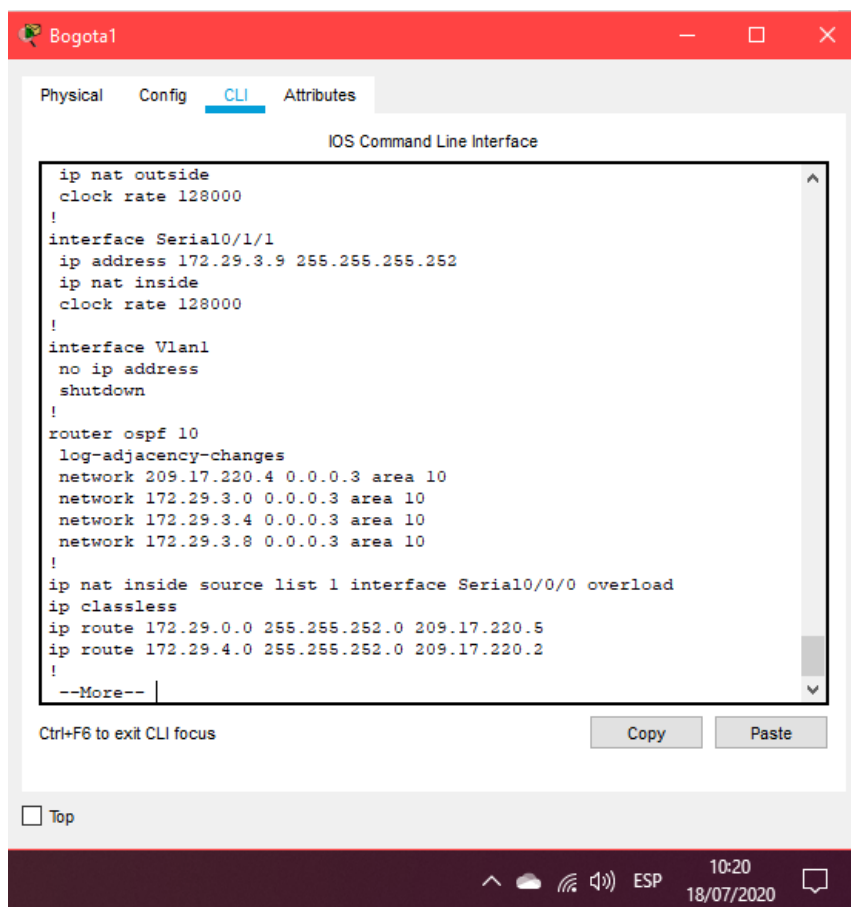 Bogota1
Physical Config CLI Attributes
IOS Command Line Interface
ip nat outside
clock rate 128000
!
interface Serial0/1/1
ip address 172.29.3.9 255.255.255.252
ip nat inside
clock rate 128000
!
interface Vlan1
no ip address
shutdown
!
router ospf 10
log-adjacency-changes
network 209.17.220.4 0.0.0.3 area 10
network 172.29.3.0 0.0.0.3 area 10
network 172.29.3.4 0.0.0.3 area 10
network 172.29.3.8 0.0.0.3 area 10
!
ip nat inside source list 1 interface Serial0/0/0 overload
ip classless
ip route 172.29.0.0 255.255.252.0 209.17.220.5
ip route 172.29.4.0 255.255.252.0 209.17.220.2
!
--More--
Ctrl+F6 to exit CLI focus
Copy Paste
Top
ESP
10:20
18/07/2020